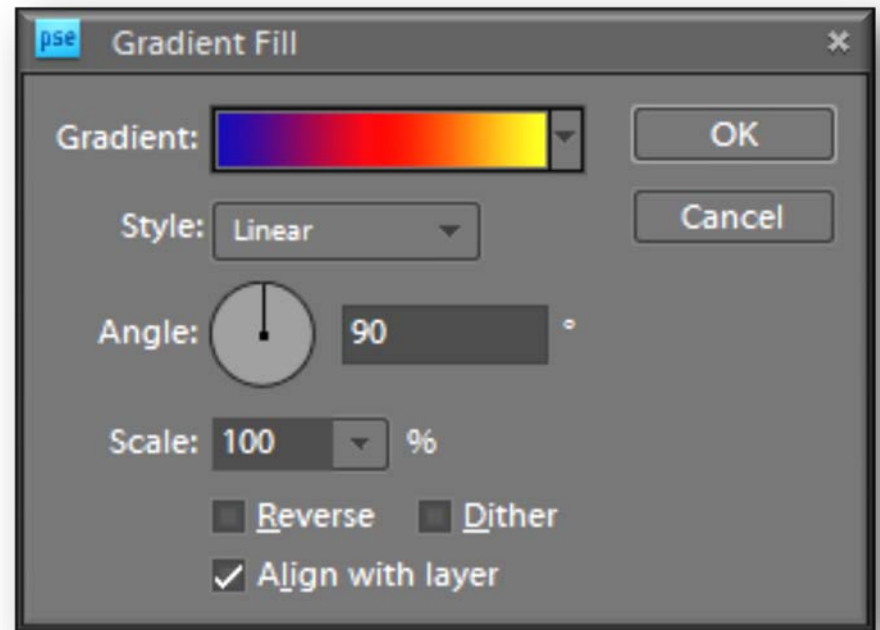 pse Gradient Fill
Gradient: OK
Style: Linear Cancel
Angle: 90 °
Scale: 100 %
Reverse Dither
Align with layer